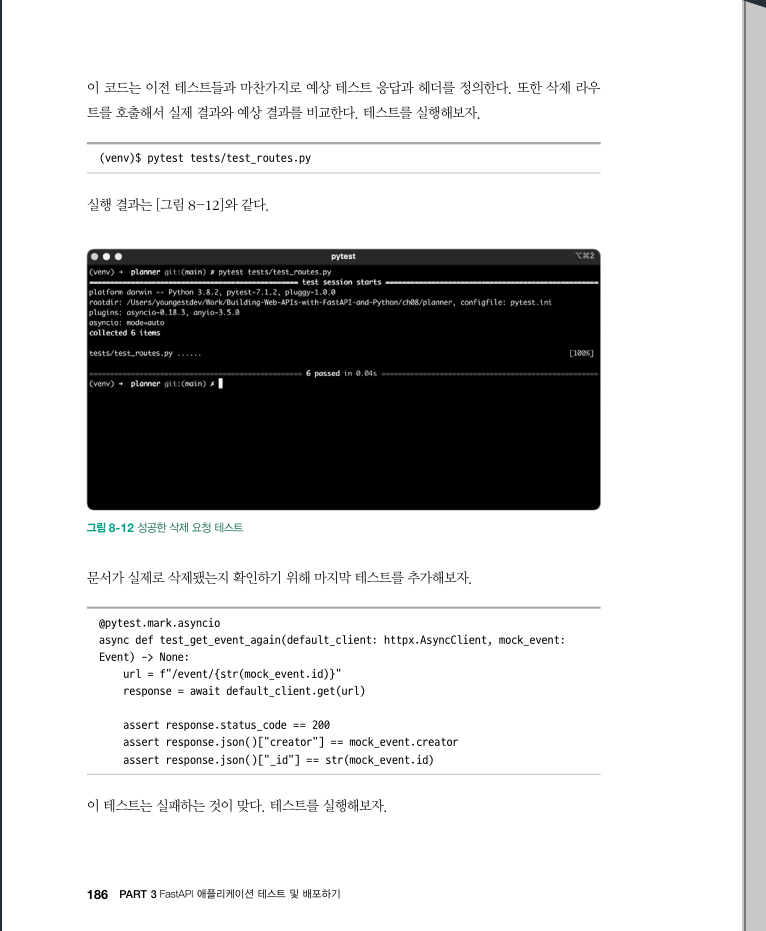 이 코드는 이전 테스트들과 마찬가지로 예상 테스트 응답과 헤더를 정의한다. 또한 삭제 라우
트를 호출해서 실제 결과와 예상 결과를 비교한다. 테스트를 실행해보자.
(venv)$ pytest tests/test_routes.py
실행 결과는 [그림 8-12]와 같다.
pytest
⌥⌘2
(venv) → planner git:(main) ✗ pytest tests/test_routes.py
test session starts
platform darwin -- Python 3.8.2, pytest-7.1.2, pluggy-1.0.0
rootdir: /Users/youngestdev/Work/Building-Web-APIs-with-FastAPI-and-Python/ch08/planner, configfile: pytest.ini
plugins: asyncio-0.18.3, anyio-3.5.0
asyncio: mode=auto
collected 6 items
tests/test_routes.py ...... [100%]
6 passed in 0.04s
(venv) → planner git:(main) ✗
그림 8-12 성공한 삭제 요청 테스트
문서가 실제로 삭제됐는지 확인하기 위해 마지막 테스트를 추가해보자.
@pytest.mark.asyncio
async def test_get_event_again(default_client: httpx.AsyncClient, mock_event:
Event) -> None:
    url = f"/event/{str(mock_event.id)}"
    response = await default_client.get(url)
    assert response.status_code == 200
    assert response.json()["creator"] == mock_event.creator
    assert response.json()["_id"] == str(mock_event.id)
이 테스트는 실패하는 것이 맞다. 테스트를 실행해보자.
186 PART 3 FastAPI 애플리케이션 테스트 및 배포하기